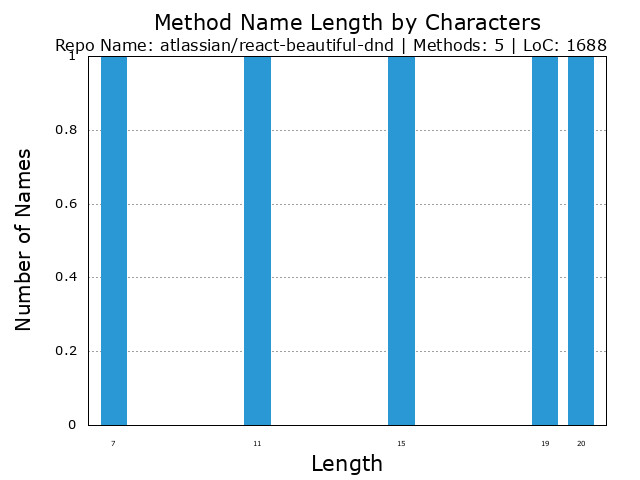 Method Name Length by Characters
Repo Name: atlassian/react-beautiful-dnd | Methods: 5 | LoC: 1688
1
0.8
0.6
0.4
0.2
0
Number of Names
7 11 15 19 20
Length